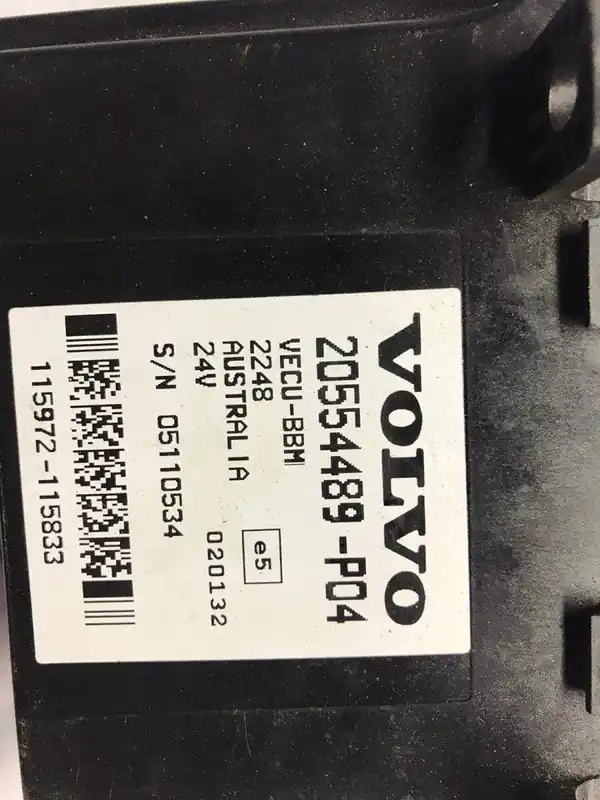 VOLVO
20554489-P04
VECU-BBM
2248
AUSTRALIA
24V
e5
020132
S/N 05110534
115972-115833